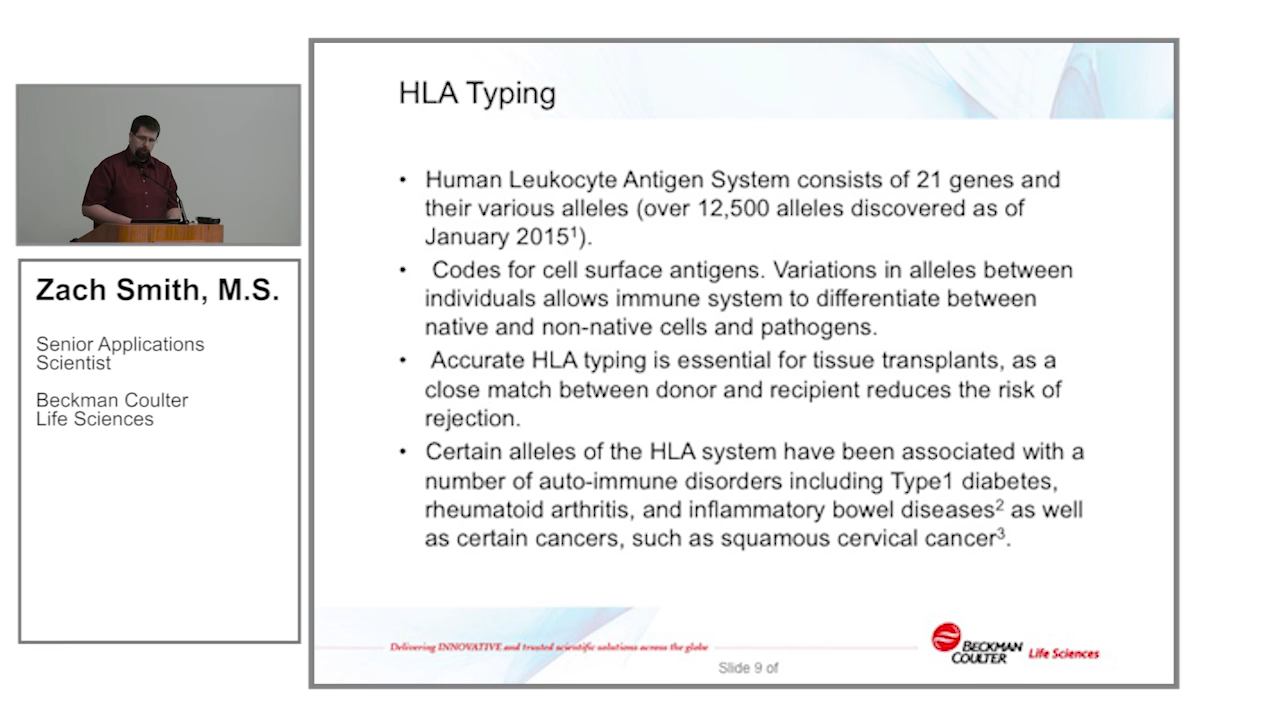 HLA Typing
• Human Leukocyte Antigen System consists of 21 genes and
their various alleles (over 12,500 alleles discovered as of
January 2015¹).
• Codes for cell surface antigens. Variations in alleles between
individuals allows immune system to differentiate between
native and non-native cells and pathogens.
• Accurate HLA typing is essential for tissue transplants, as a
close match between donor and recipient reduces the risk of
rejection.
• Certain alleles of the HLA system have been associated with a
number of auto-immune disorders including Type1 diabetes,
rheumatoid arthritis, and inflammatory bowel diseases² as well
as certain cancers, such as squamous cervical cancer³.
Zach Smith, M.S.
Senior Applications
Scientist
Beckman Coulter
Life Sciences
Delivering INNOVATIVE and trusted scientific solutions across the globe
BECKMAN
COULTER
Life Sciences
Slide 9 of